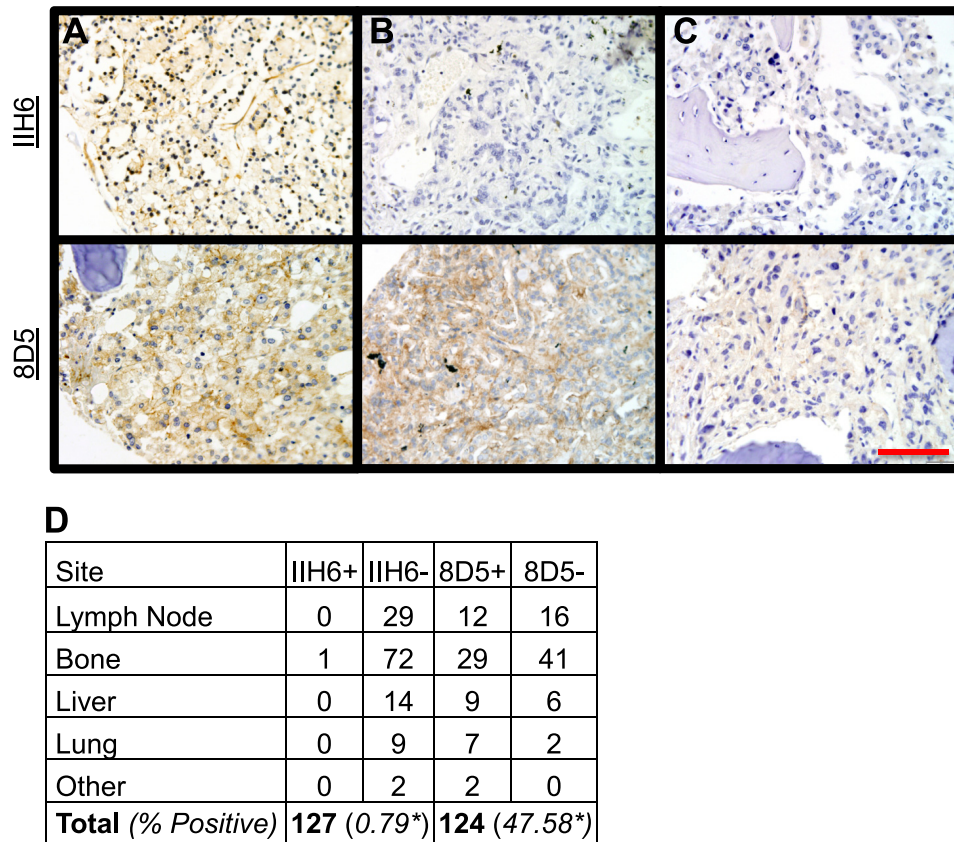 A B C
IIH6
8D5
D
Site IIH6+ IIH6- 8D5+ 8D5-
Lymph Node 0 29 12 16
Bone 1 72 29 41
Liver 0 14 9 6
Lung 0 9 7 2
Other 0 2 2 0
Total (% Positive) 127 (0.79*) 124 (47.58*)